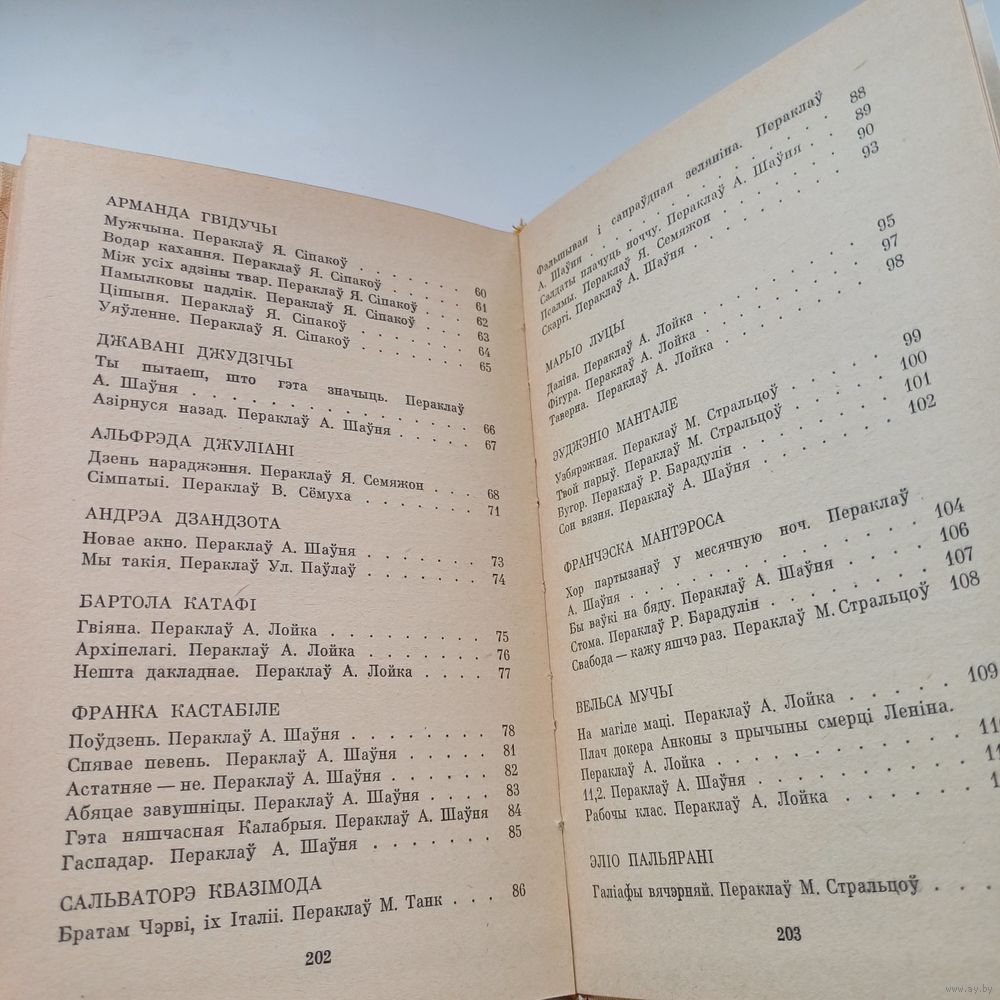 АРМАНДА ГВІДУЧЫ
Мужчына. Пераклаў Я. Сіпакоў . . . . 60
Водар кахання. Пераклаў Я. Сіпакоў . . . . 61
Між усіх адзіны твар. Пераклаў Я. Сіпакоў . . . 62
Памылковы падлік. Пераклаў Я. Сіпакоў . . . 63
Цішыня. Пераклаў Я. Сіпакоў . . . . . . 64
Уяўленне. Пераклаў Я. Сіпакоў . . . . . . 65
ДЖАВАНІ ДЖУДЗІЧЫ
Ты пытаеш, што гэта значыць. Пераклаў
А. Шаўня . . . . . . . . . . . . 66
Азірнуся назад. Пераклаў А. Шаўня . . . . 67
АЛЬФРЭДА ДЖУЛІАНІ
Дзень нараджэння. Пераклаў Я. Семяжон . . . 68
Сімпатыі. Пераклаў В. Сёмуха . . . . . . 71
АНДРЭА ДЗАНДЗОТА
Новае акно. Пераклаў А. Шаўня . . . . . 73
Мы такія. Пераклаў Ул. Паўлаў . . . . . 74
БАРТОЛА КАТАФІ
Гвіяна. Пераклаў А. Лойка . . . . . . . 75
Архіпелагі. Пераклаў А. Лойка . . . . . . 76
Нешта дакладнае. Пераклаў А. Лойка . . . . 77
ФРАНКА КАСТАБІЛЕ
Поўдзень. Пераклаў А. Шаўня . . . . . . 78
Спявае певень. Пераклаў А. Шаўня . . . . 81
Астатняе — не. Пераклаў А. Шаўня . . . . . 82
Абяцае завушніцы. Пераклаў А. Шаўня . . . . 83
Гэта няшчасная Калабрыя. Пераклаў А. Шаўня 84
Гаспадар. Пераклаў А. Шаўня . . . . . . 85
САЛЬВАТОРЭ КВАЗІМОДА
Братам Чэрві, іх Італіі. Пераклаў М. Танк . . . 86
202
Фальшывая і сапраўдная зеляніна. Пераклаў
А. Шаўня . . . . . . . . . . . 88
Салдаты плачуць ноччу. Пераклаў А. Шаўня . 89
Псалмы. Пераклаў Я. Семяжон . . . . . 90
Скаргі. Пераклаў А. Шаўня . . . . . . 93
МАРЫО ЛУЦЫ
Даліна. Пераклаў А. Лойка . . . . . . 95
Фігура. Пераклаў А. Лойка . . . . . . 97
Таверна. Пераклаў А. Лойка . . . . . . 98
ЭУДЖЭНІО МАНТАЛЕ
Узбярэжная. Пераклаў М. Стральцоў . . . . 99
Твой парыў. Пераклаў М. Стральцоў . . . . 100
Вугор. Пераклаў Р. Барадулін . . . . . . 101
Сон вязня. Пераклаў А. Шаўня . . . . . 102
ФРАНЧЭСКА МАНТЭРОСА
Хор партызанаў у месячную ноч. Пераклаў
А. Шаўня . . . . . . . . . . . . 104
Бы ваўкі на бяду. Пераклаў А. Шаўня . . . 106
Стома. Пераклаў Р. Барадулін . . . . . . 107
Свабода — кажу яшчэ раз. Пераклаў М. Стральцоў 108
ВЕЛЬСА МУЧЫ
На магіле маці. Пераклаў А. Лойка . . . . . 109
Плач докера Анконы з прычыны смерці Леніна.
Пераклаў А. Лойка . . . . . . . . .
11,2. Пераклаў А. Шаўня . . . . . . .
Рабочы клас. Пераклаў А. Лойка . . . . .
ЭЛІО ПАЛЬЯРАНІ
Галіафы вячэрняй. Пераклаў М. Стральцоў . . .
203
www.ay.by